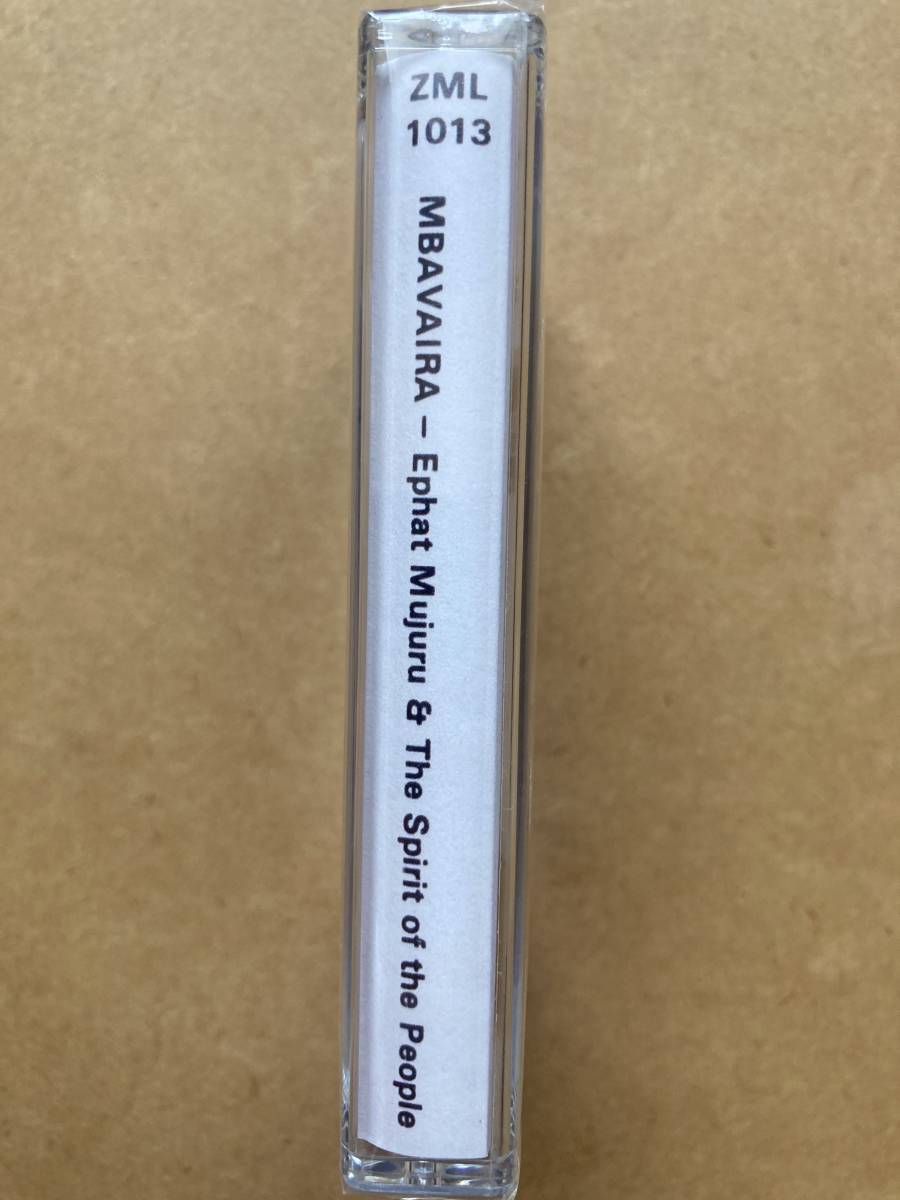 ZML
1013
MBAVAIRA – Ephat Mujuru & The Spirit of the People